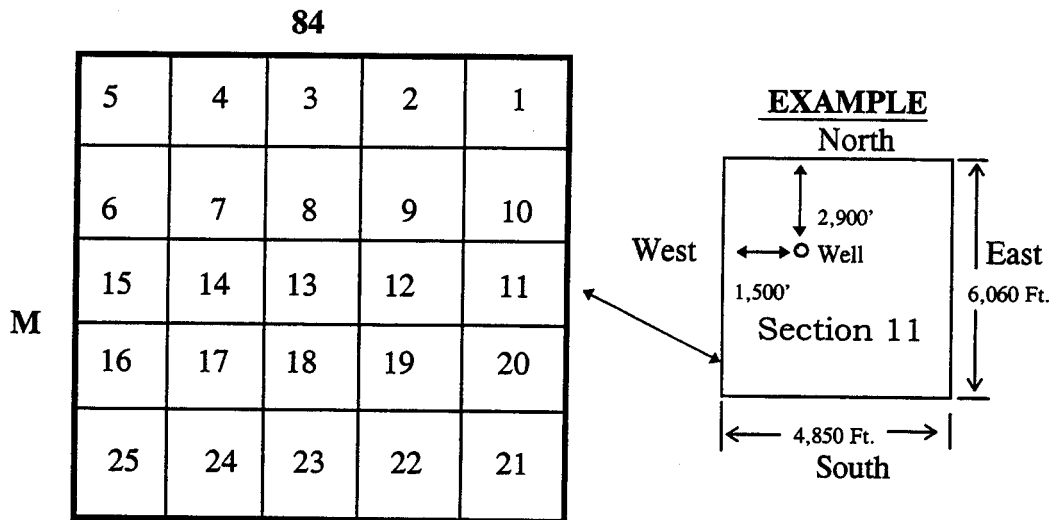 84
5 4 3 2 1
6 7 8 9 10
15 14 13 12 11
16 17 18 19 20
25 24 23 22 21
M
EXAMPLE
North
2,900'
West
Well
East
1,500'
6,060 Ft.
Section 11
4,850 Ft.
South